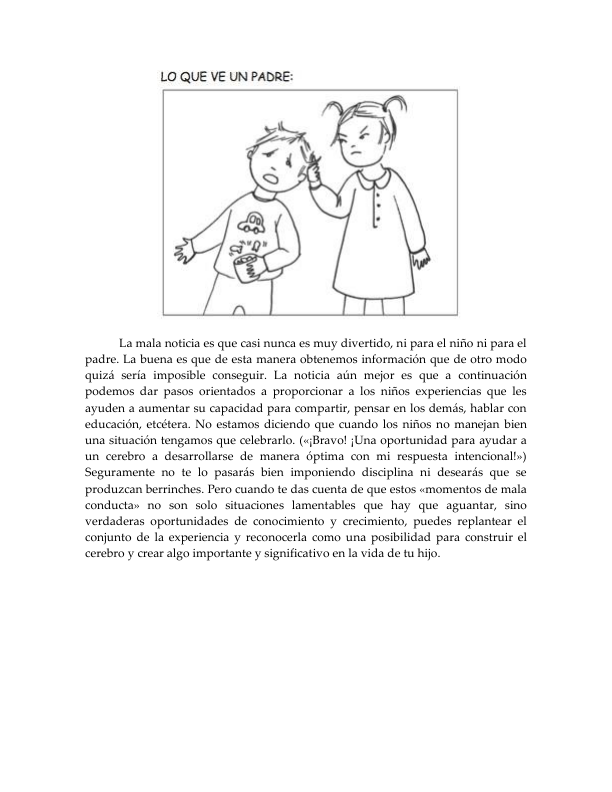 LO QUE VE UN PADRE:
La mala noticia es que casi nunca es muy divertido, ni para el niño ni para el
padre. La buena es que de esta manera obtenemos información que de otro modo
quizá sería imposible conseguir. La noticia aún mejor es que a continuación
podemos dar pasos orientados a proporcionar a los niños experiencias que les
ayuden a aumentar su capacidad para compartir, pensar en los demás, hablar con
educación, etcétera. No estamos diciendo que cuando los niños no manejan bien
una situación tengamos que celebrarlo. («¡Bravo! ¡Una oportunidad para ayudar a
un cerebro a desarrollarse de manera óptima con mi respuesta intencional!»)
Seguramente no te lo pasarás bien imponiendo disciplina ni desearás que se
produzcan berrinches. Pero cuando te das cuenta de que estos «momentos de mala
conducta» no son solo situaciones lamentables que hay que aguantar, sino
verdaderas oportunidades de conocimiento y crecimiento, puedes replantear el
conjunto de la experiencia y reconocerla como una posibilidad para construir el
cerebro y crear algo importante y significativo en la vida de tu hijo.